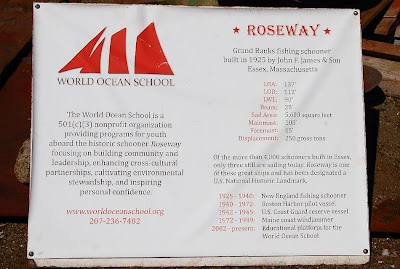 WORLD OCEAN SCHOOL
The World Ocean School is a
501(c)(3) nonprofit organization
providing programs for youth
aboard the historic schooner Roseway
focusing on building community and
leadership, enhancing cross-cultural
partnerships, cultivating environmental
stewardship, and inspiring
personal confidence.
www.worldoceanschool.org
207-236-7482
ROSEWAY
Grand Banks fishing schooner
built in 1925 by John F. James & Son
Essex, Massachusetts
LOA: 137'
LOD: 112'
LWL: 90'
Beam: 25'
Sail Area: 5,600 square feet
Mainmast: 103'
Foremast: 65'
Displacement: 250 gross tons
Of the more than 4,000 schooners built in Essex,
only three still are sailing today. Roseway is one
of these great ships and has been designated a
U.S. National Historic Landmark.
1925 - 1940: New England fishing schooner
1940 - 1972: Boston Harbor pilot vessel
1942 - 1945: U.S. Coast Guard reserve vessel
Maine coast windjammer
2002 - present: Educational platform for the
World Ocean School